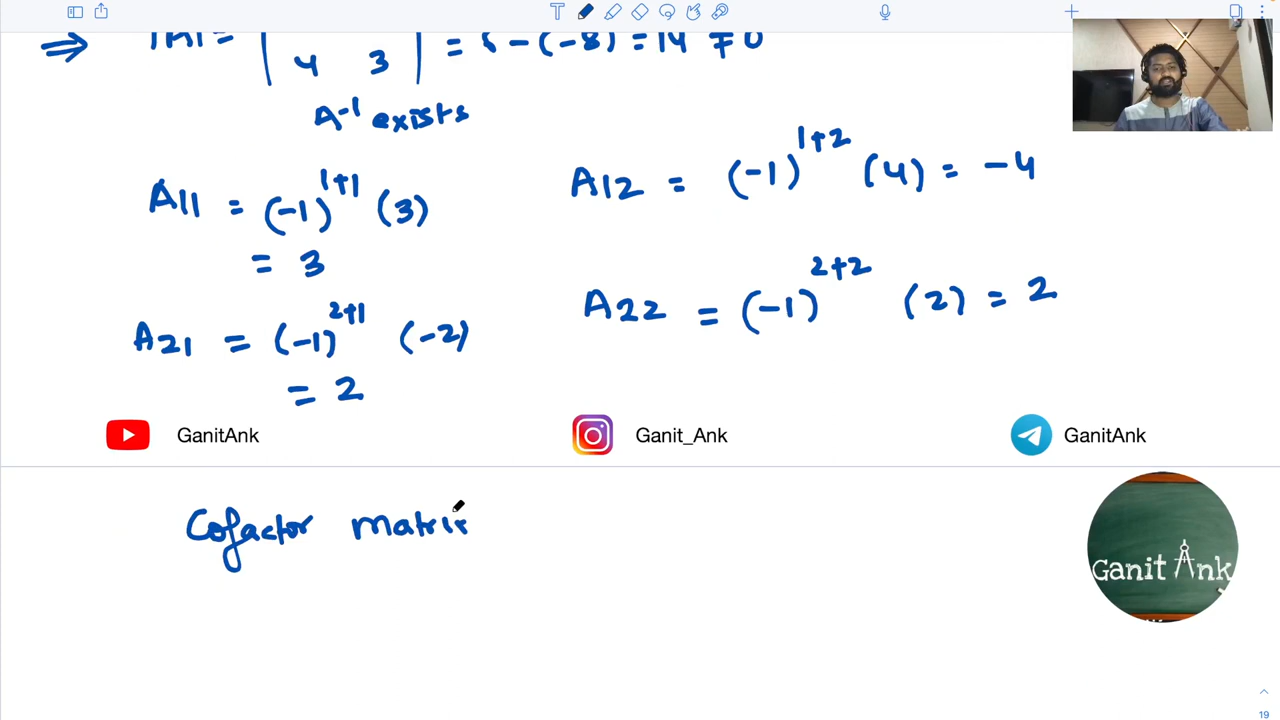 ⇒ |A| = | 4 3 | = 6 - (-8) = 14 ≠ 0
A^-1 exists
A11 = (-1)^1+1 (3)
= 3
A12 = (-1)^1+2 (4) = -4
A21 = (-1)^2+1 (-2)
= 2
A22 = (-1)^2+2 (2) = 2
GanitAnk Ganit_Ank GanitAnk
Cofactor matrix
Ganit Ank
19